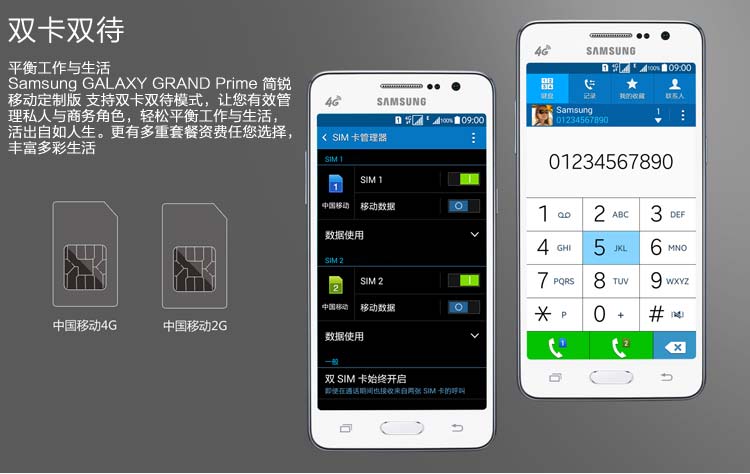 双卡双待
平衡工作与生活
Samsung GALAXY GRAND Prime 简锐
移动定制版 支持双卡双待模式，让您有效管
理私人与商务角色，轻松平衡工作与生活，
活出自如人生。更有多重套餐资费任您选择，
丰富多彩生活
中国移动4G
中国移动2G
4G
SAMSUNG
1 100% 09:00
SIM 卡管理器
SIM 1
SIM 1
1
中国移动
移动数据
数据使用
SIM 2
SIM 2
2
中国移动
移动数据
数据使用
一般
双 SIM 卡始终开启
即使在通话期间也接收来自两张 SIM 卡的呼叫
4G
SAMSUNG
1 100% 09:00
键盘 记录 我的收藏 联系人
Samsung 1
01234567890
01234567890
1 2 ABC 3 DEF
4 GHI 5 JKL 6 MNO
7 PQRS 8 TUV 9 WXYZ
* P 0 + #
1 2